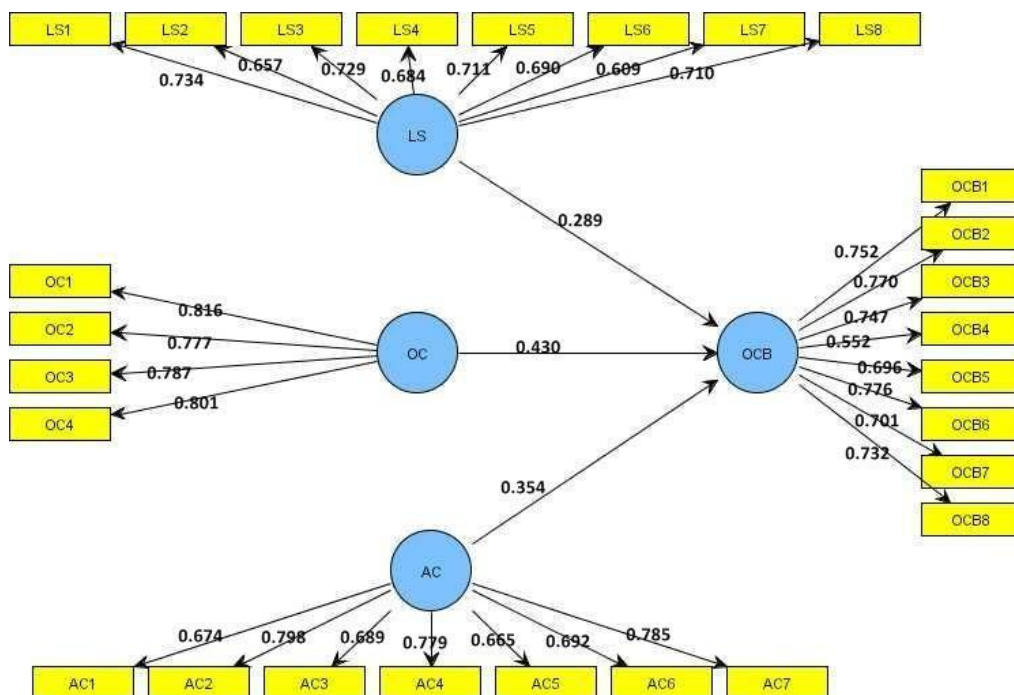 LS1 LS2 LS3 LS4 LS5 LS6 LS7 LS8
0.734 0.657 0.729 0.684 0.711 0.690 0.609 0.710
LS
0.289
OC1
OC2
OC3
OC4
0.816
0.777
0.787
0.801
OC
0.430
OCB
0.752
0.770
0.747
0.552
0.696
0.776
0.701
0.732
OCB1
OCB2
OCB3
OCB4
OCB5
OCB6
OCB7
OCB8
0.354
AC
0.674 0.798 0.689 0.779 0.665 0.692 0.785
AC1 AC2 AC3 AC4 AC5 AC6 AC7